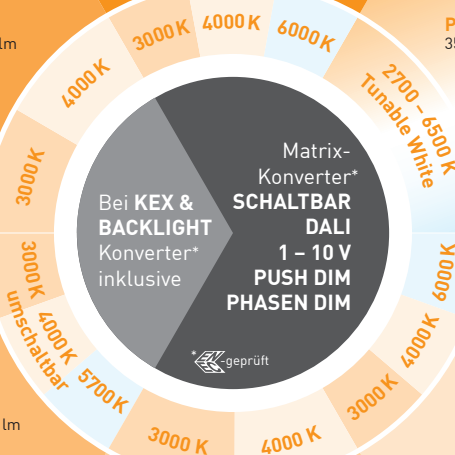 lm
3000 K
4000 K
6000 K
P
35
4000 K
2700 – 6500 K
Tunable White
3000 K
Bei KEX &
BACKLIGHT
Konverter*
inklusive
Matrix-
Konverter*
SCHALTBAR
DALI
1 – 10 V
PUSH DIM
PHASEN DIM
*ENEC-geprüft
3000 K
4000 K
umschaltbar
5700 K
3000 K
4000 K
3000 K
4000 K
6000 K
lm